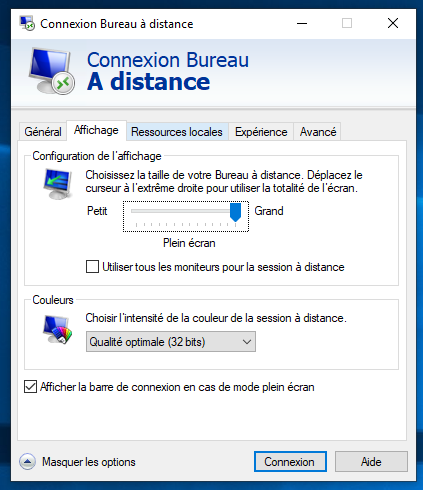 Connexion Bureau à distance
Connexion Bureau
A distance
Général Affichage Ressources locales Expérience Avancé
Configuration de l'affichage
Choisissez la taille de votre Bureau à distance. Déplacez le
curseur à l'extrême droite pour utiliser la totalité de l'écran.
Petit Grand
Plein écran
Utiliser tous les moniteurs pour la session à distance
Couleurs
Choisir l'intensité de la couleur de la session à distance.
Qualité optimale (32 bits)
Afficher la barre de connexion en cas de mode plein écran
Masquer les options Connexion Aide